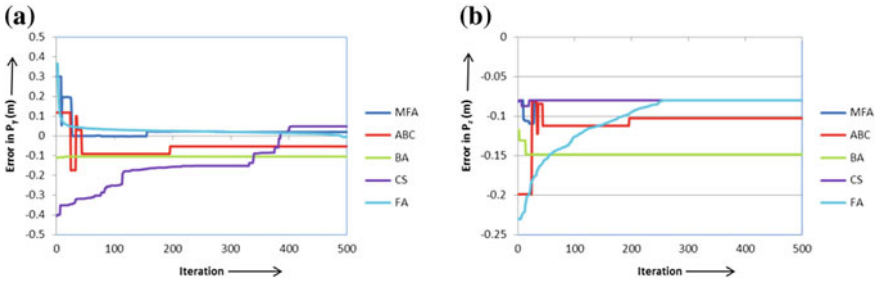 (a)
0.5
0.4
0.3
0.2
0.1
0
-0.1
-0.2
-0.3
-0.4
-0.5
Error in Py (m)
0 100 200 300 400 500
Iteration
MFA
ABC
BA
CS
FA
(b)
0
-0.05
-0.1
-0.15
-0.2
-0.25
Error in Pz (m)
0 100 200 300 400 500
Iteration
MFA
ABC
BA
CS
FA